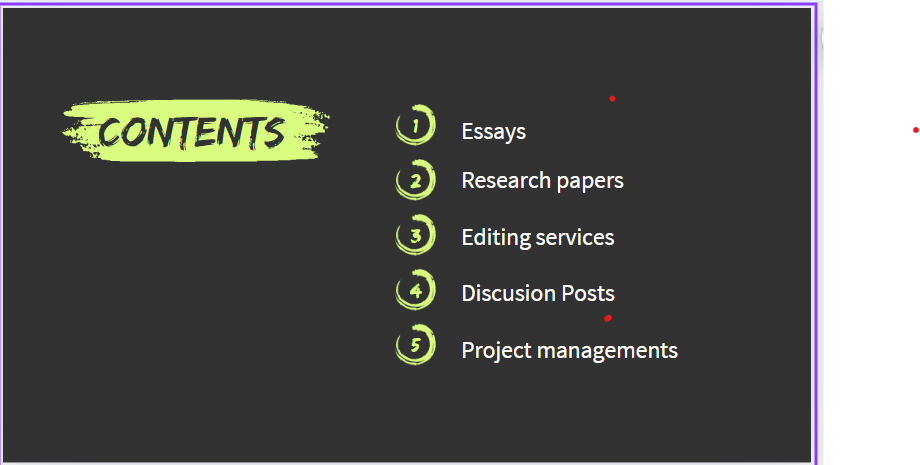 CONTENTS
1 Essays
2 Research papers
3 Editing services
4 Discusion Posts
5 Project managements